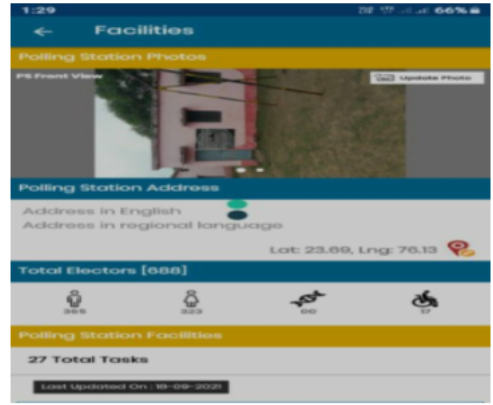 1:29 66%
Facilities
Polling Station Photos
PS Front View
Update Photo
Polling Station Address
Address in English
Address in regional language
Lat: 23.69, Lng: 76.13
Total Electors [688]
365 323 00 17
Polling Station Facilities
27 Total Tasks
Last Updated On : 18-09-2021